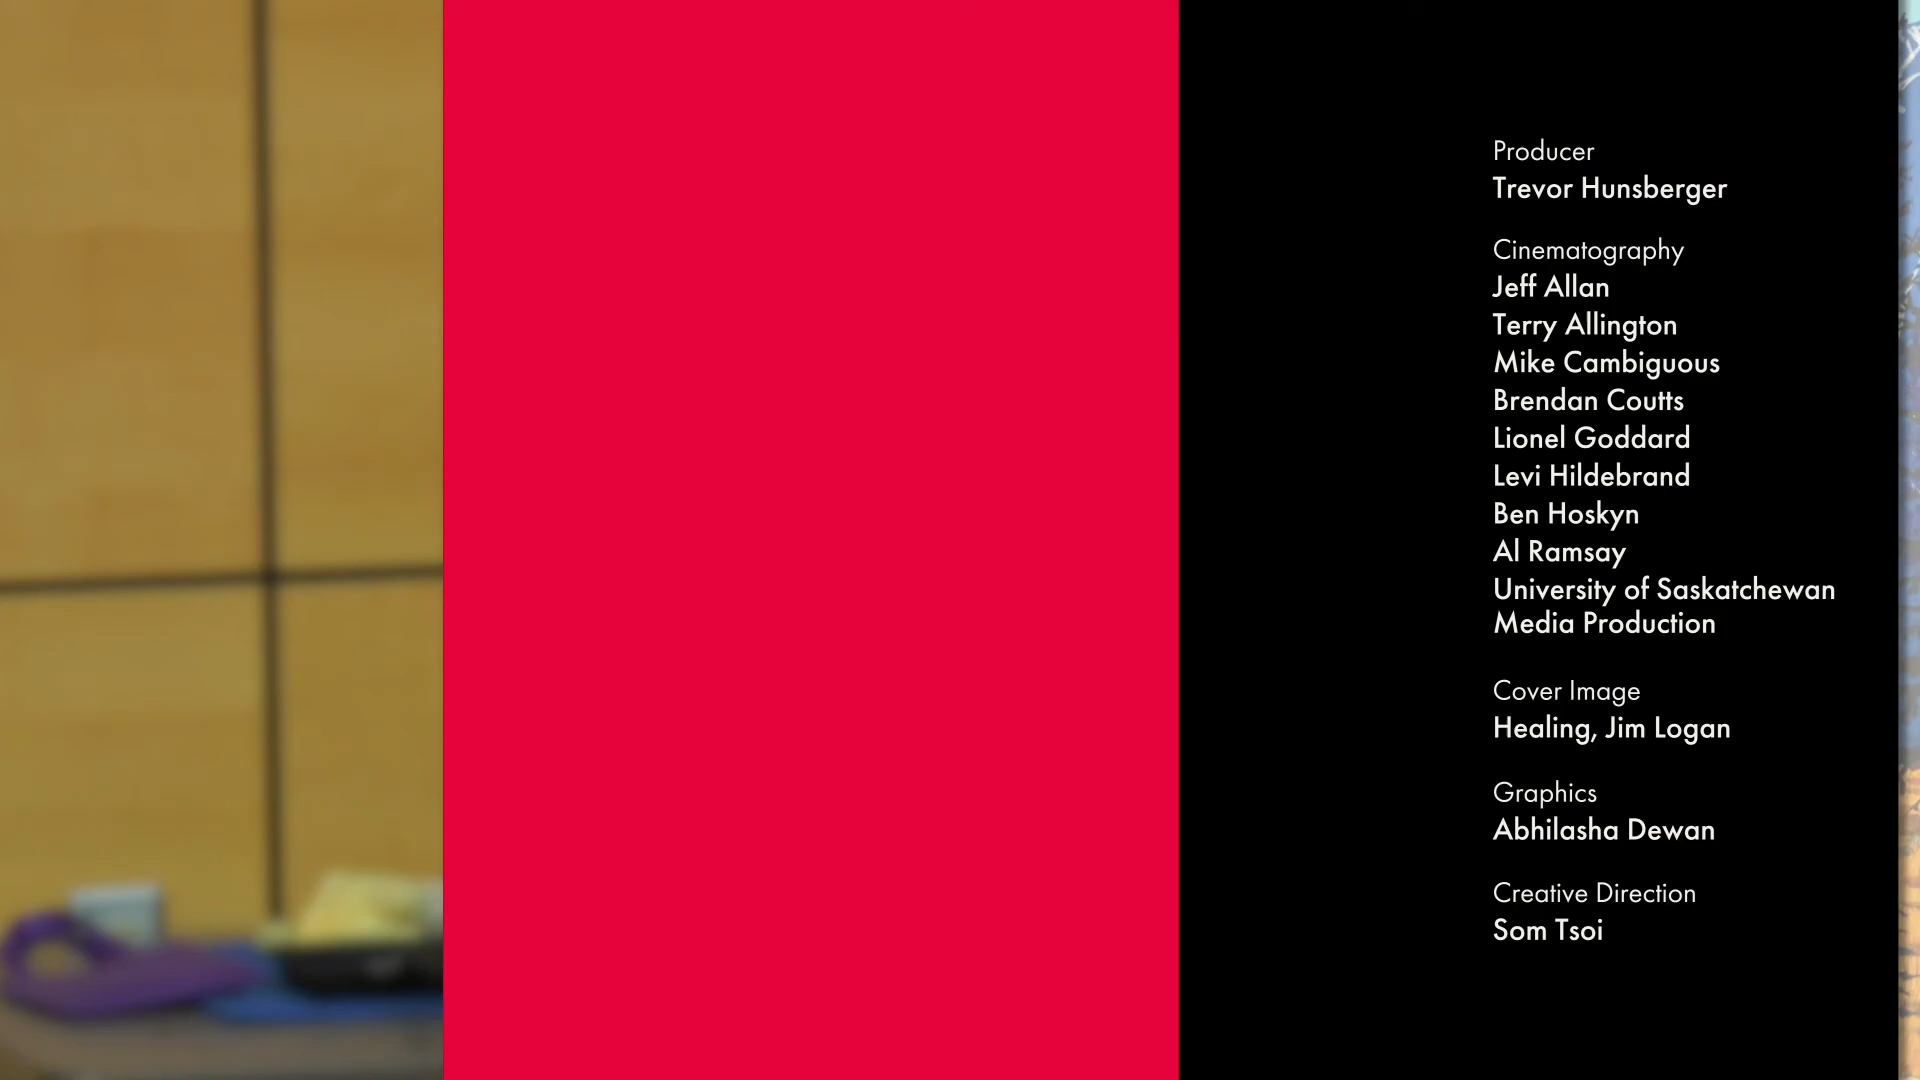 Producer
Trevor Hunsberger
Cinematography
Jeff Allan
Terry Allington
Mike Cambiguous
Brendan Coutts
Lionel Goddard
Levi Hildebrand
Ben Hoskyn
Al Ramsay
University of Saskatchewan
Media Production
Cover Image
Healing, Jim Logan
Graphics
Abhilasha Dewan
Creative Direction
Som Tsoi